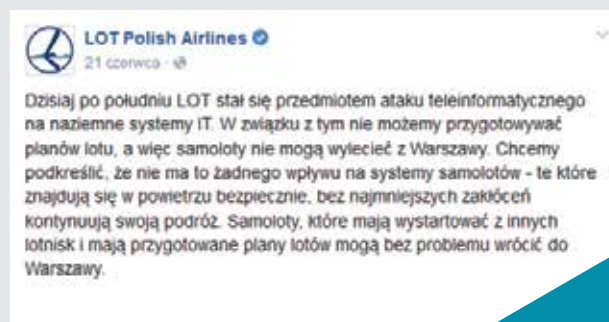 LOT Polish Airlines
21 czerwca ·
Dzisiaj po południu LOT stał się przedmiotem ataku teleinformatycznego
na naziemne systemy IT. W związku z tym nie możemy przygotowywać
planów lotu, a więc samoloty nie mogą wylecieć z Warszawy. Chcemy
podkreślić, że nie ma to żadnego wpływu na systemy samolotów - te które
znajdują się w powietrzu bezpiecznie, bez najmniejszych zakłóceń
kontynuują swoją podróż. Samoloty, które mają wystartować z innych
lotnisk i mają przygotowane plany lotów mogą bez problemu wrócić do
Warszawy.